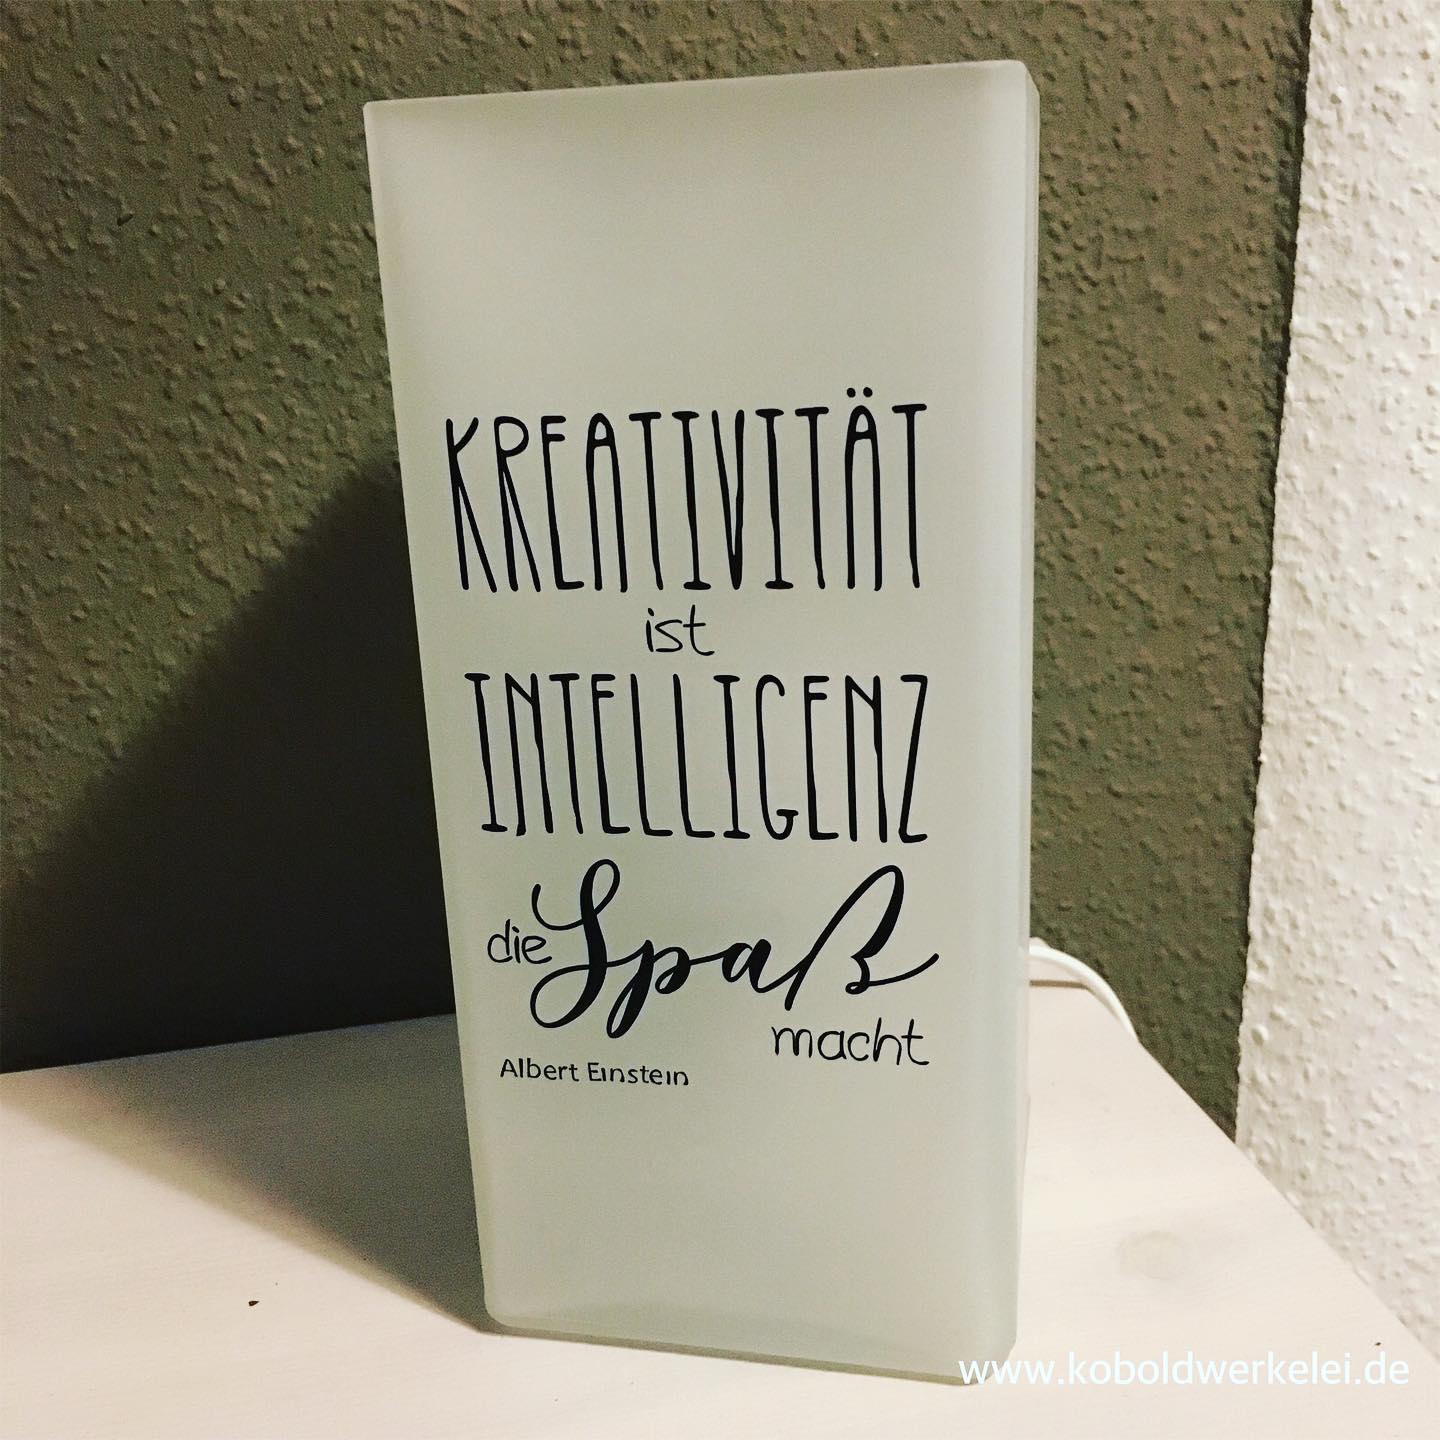 KREATIVITÄT
ist
INTELLIGENZ
die Spaß
macht
Albert Einstein
www.koboldwerkelei.de